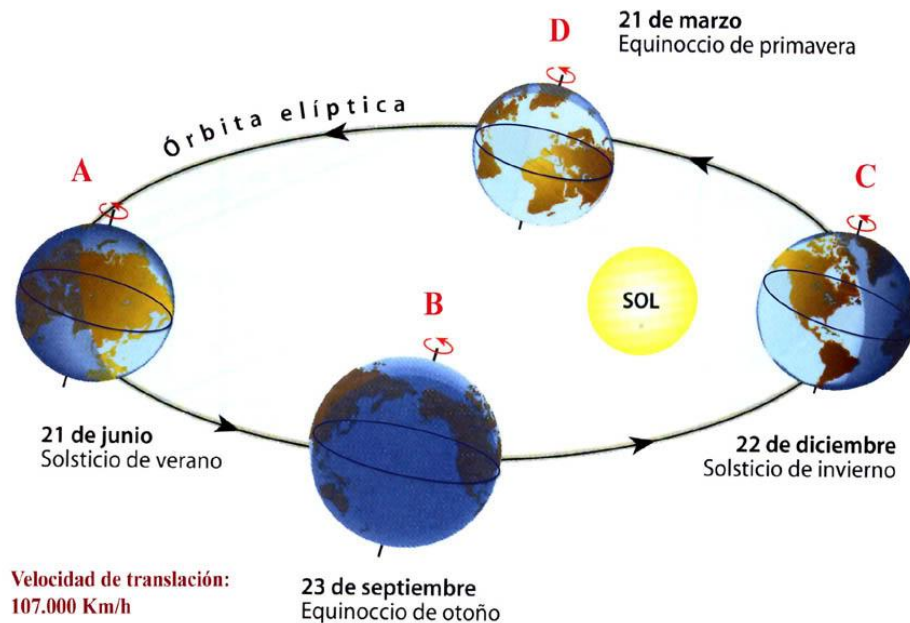 D
21 de marzo
Equinoccio de primavera
Órbita elíptica
A
C
SOL
B
21 de junio
Solsticio de verano
22 de diciembre
Solsticio de invierno
23 de septiembre
Equinoccio de otoño
Velocidad de translación:
107.000 Km/h